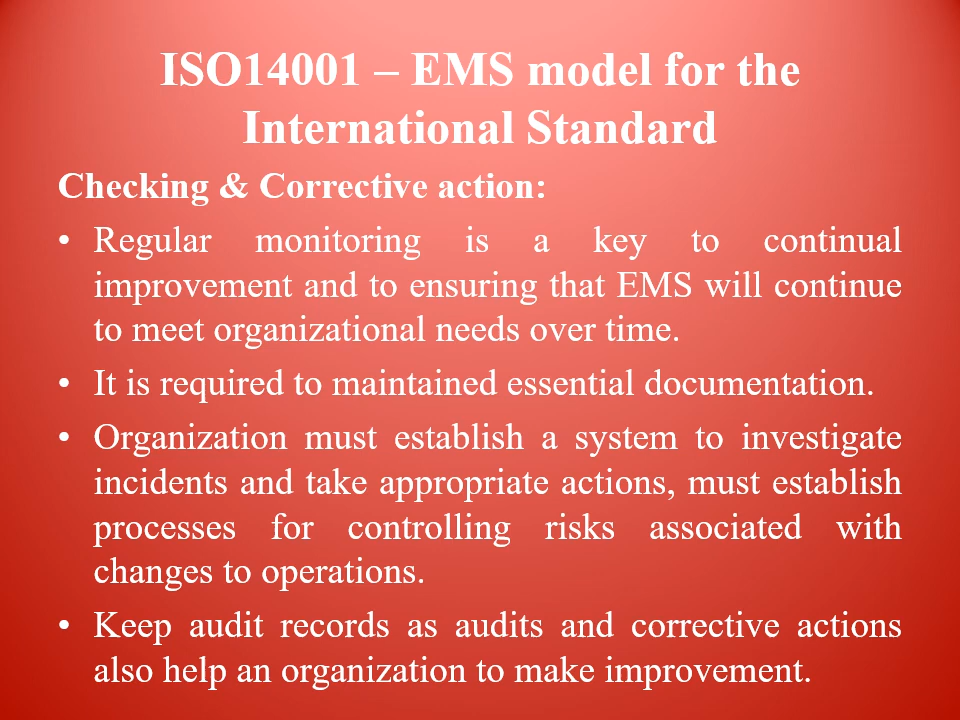 ISO14001 – EMS model for the
International Standard
Checking & Corrective action:
• Regular monitoring is a key to continual
improvement and to ensuring that EMS will continue
to meet organizational needs over time.
• It is required to maintained essential documentation.
• Organization must establish a system to investigate
incidents and take appropriate actions, must establish
processes for controlling risks associated with
changes to operations.
• Keep audit records as audits and corrective actions
also help an organization to make improvement.